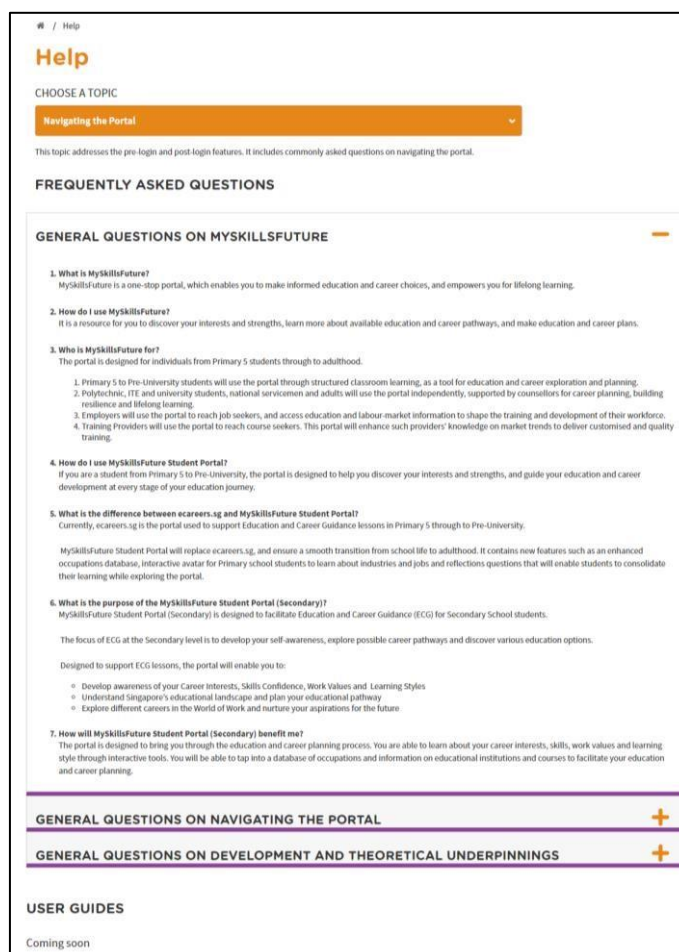 / Help
Help
CHOOSE A TOPIC
Navigating the Portal
This topic addresses the pre-login and post-login features. It includes commonly asked questions on navigating the portal.
FREQUENTLY ASKED QUESTIONS
GENERAL QUESTIONS ON MYSKILLSFUTURE
1. What is MySkillsFuture?
MySkillsFuture is a one-stop portal, which enables you to make informed education and career choices, and empowers you for lifelong learning.
2. How do I use MySkillsFuture?
It is a resource for you to discover your interests and strengths, learn more about available education and career pathways, and make education and career plans.
3. Who is MySkillsFuture for?
The portal is designed for individuals from Primary 5 students through to adulthood.
1. Primary 5 to Pre-University students will use the portal through structured classroom learning, as a tool for education and career exploration and planning.
2. Polytechnic, ITE and university students, national servicemen and adults will use the portal independently, supported by counsellors for career planning, building
resilience and lifelong learning.
3. Employers will use the portal to reach job seekers, and access education and labour-market information to shape the training and development of their workforce.
4. Training Providers will use the portal to reach course seekers. This portal will enhance such providers' knowledge on market trends to deliver customised and quality
training.
4. How do I use MySkillsFuture Student Portal?
If you are a student from Primary 5 to Pre-University, the portal is designed to help you discover your interests and strengths, and guide your education and career
development at every stage of your education journey.
5. What is the difference between ecareers.sg and MySkillsFuture Student Portal?
Currently, ecareers.sg is the portal used to support Education and Career Guidance lessons in Primary 5 through to Pre-University.
MySkillsFuture Student Portal will replace ecareers.sg, and ensure a smooth transition from school life to adulthood. It contains new features such as an enhanced
occupations database, interactive avatar for Primary school students to learn about industries and jobs and reflections questions that will enable students to consolidate
their learning while exploring the portal.
6. What is the purpose of the MySkillsFuture Student Portal (Secondary)?
MySkillsFuture Student Portal (Secondary) is designed to facilitate Education and Career Guidance (ECG) for Secondary School students.
The focus of ECG at the Secondary level is to develop your self-awareness, explore possible career pathways and discover various education options.
Designed to support ECG lessons, the portal will enable you to:
Develop awareness of your Career Interests, Skills Confidence, Work Values and Learning Styles
Understand Singapore's educational landscape and plan your educational pathway
Explore different careers in the World of Work and nurture your aspirations for the future
7. How will MySkillsFuture Student Portal (Secondary) benefit me?
The portal is designed to bring you through the education and career planning process. You are able to learn about your career interests, skills, work values and learning
style through interactive tools. You will be able to tap into a database of occupations and information on educational institutions and courses to facilitate your education
and career planning.
GENERAL QUESTIONS ON NAVIGATING THE PORTAL
GENERAL QUESTIONS ON DEVELOPMENT AND THEORETICAL UNDERPINNINGS
USER GUIDES
Coming soon